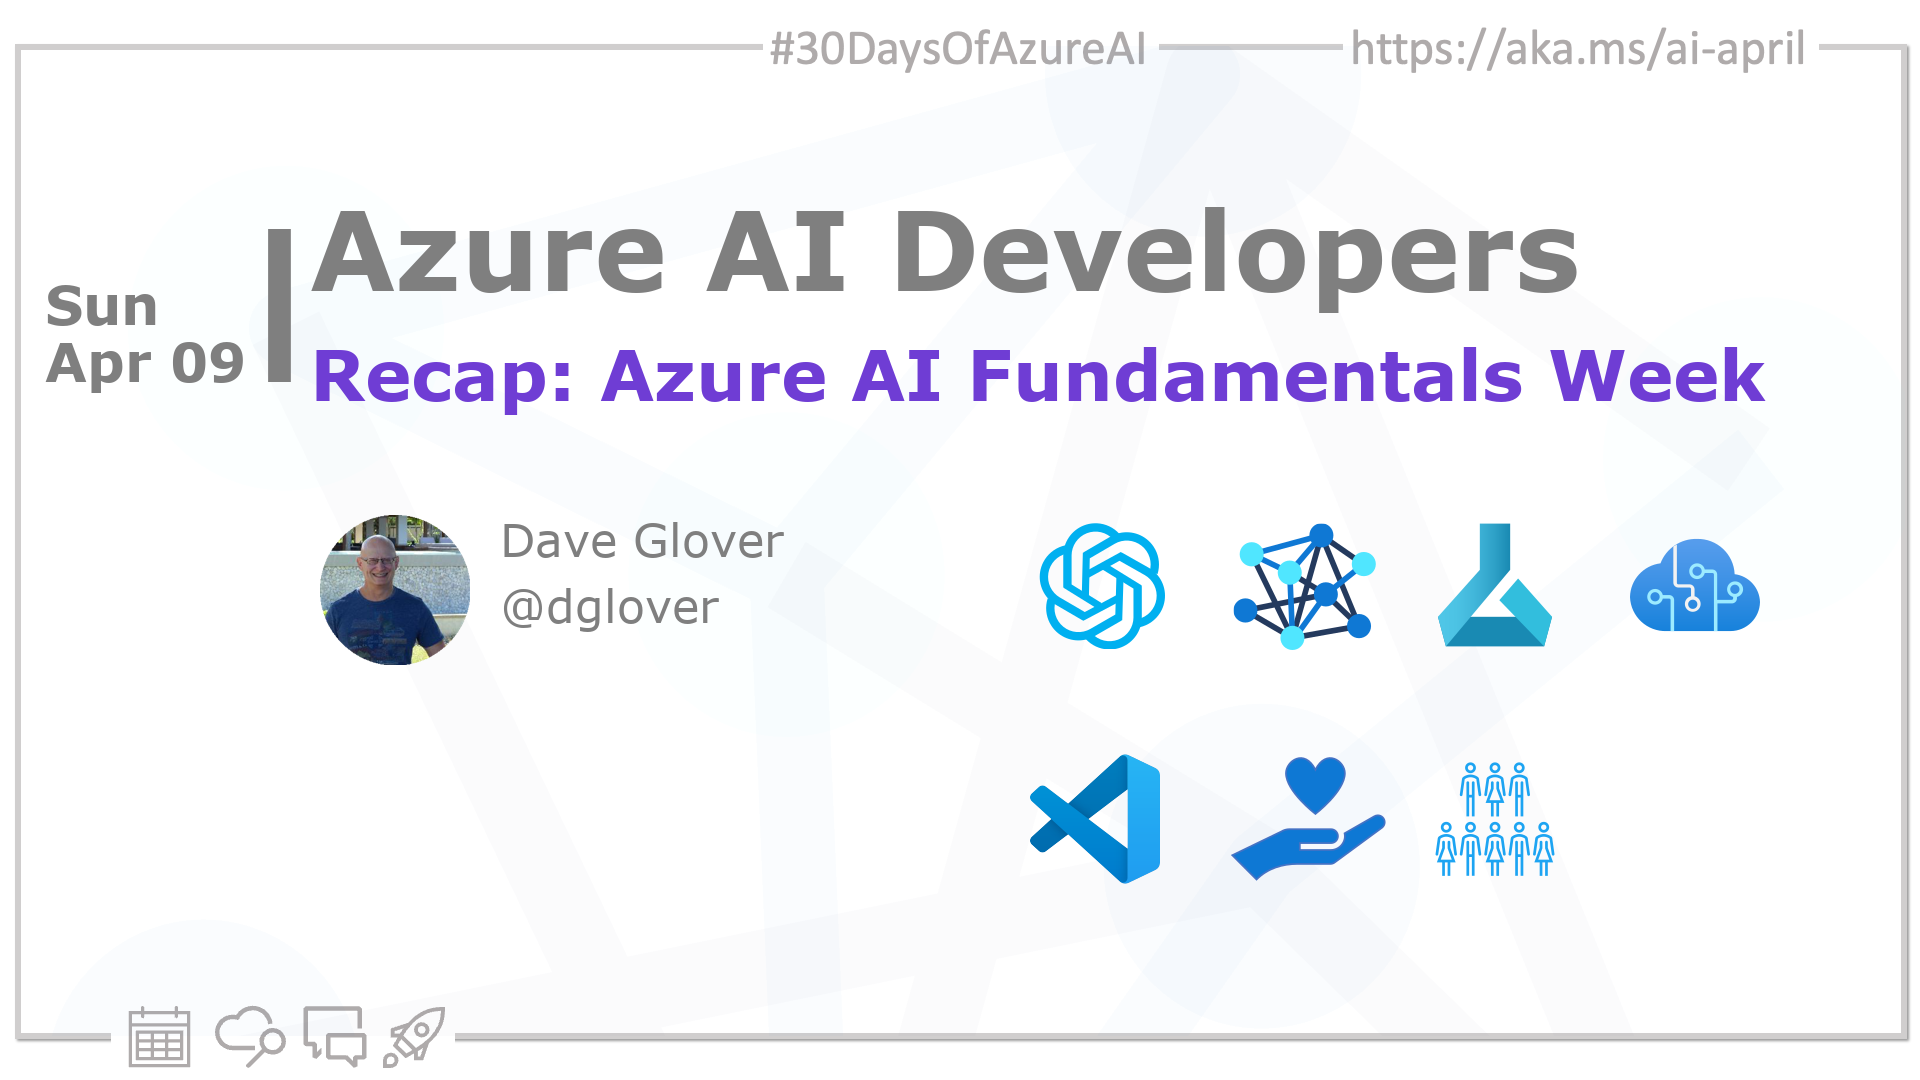 #30DaysOfAzureAI
https://aka.ms/ai-april
Azure AI Developers
Sun
Apr 09
Recap: Azure AI Fundamentals Week
Dave Glover
@dglover